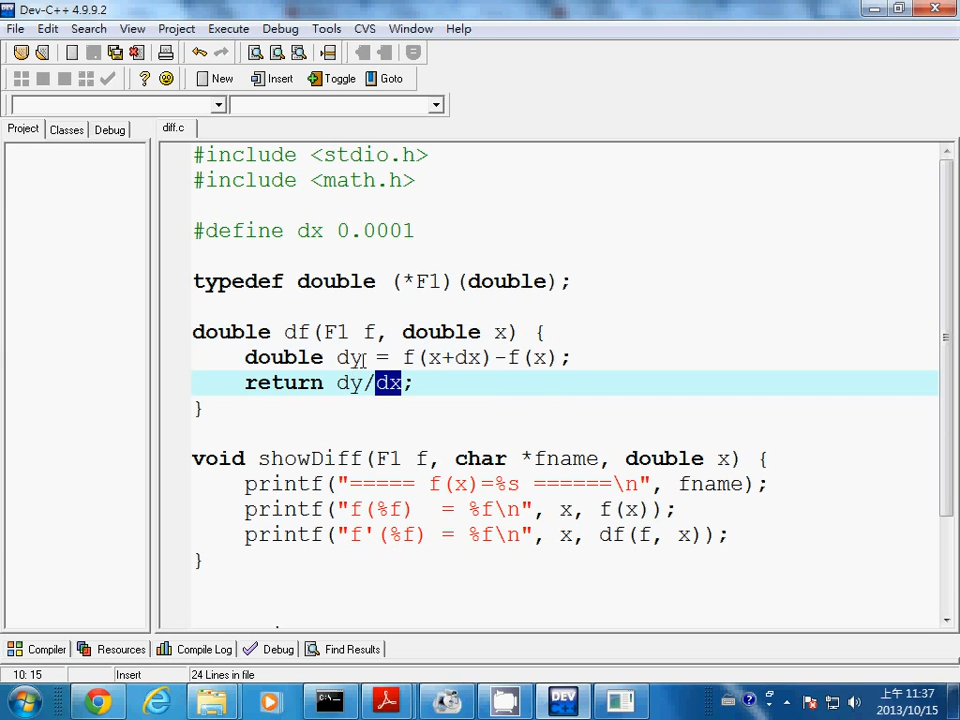 Dev-C++ 4.9.9.2
File Edit Search View Project Execute Debug Tools CVS Window Help
New Insert Toggle Goto
Project Classes Debug diff.c
#include <stdio.h>
#include <math.h>
#define dx 0.0001
typedef double (*F1)(double);
double df(F1 f, double x) {
double dy = f(x+dx)-f(x);
return dy/dx;
}
void showDiff(F1 f, char *fname, double x) {
printf("===== f(x)=%s ======\n", fname);
printf("f(%f)  = %f\n", x, f(x));
printf("f'(%f) = %f\n", x, df(f, x));
}
Compiler Resources Compile Log Debug Find Results
10: 15 Insert 24 Lines in file
DEV
上午 11:37
2013/10/15